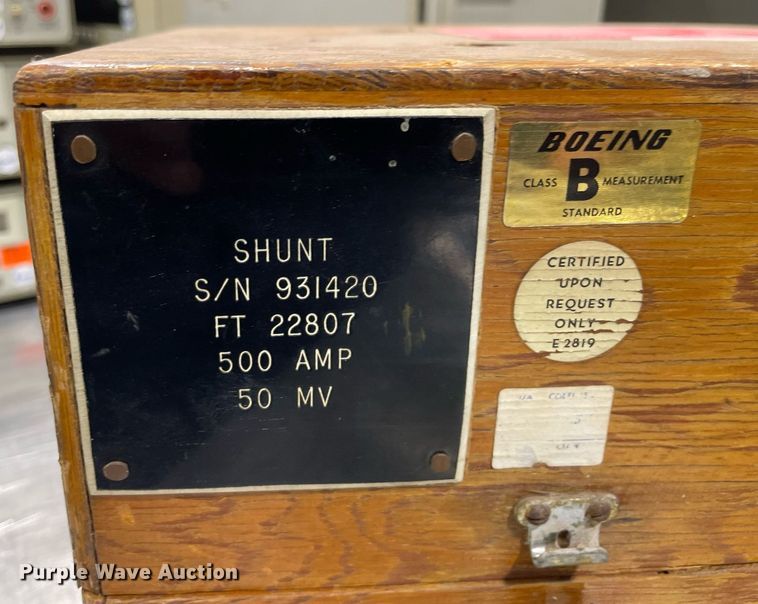 SHUNT
S/N 931420
FT 22807
500 AMP
50 MV
BOEING
CLASS B MEASUREMENT
STANDARD
CERTIFIED
UPON
REQUEST
ONLY
E 2819
Purple Wave Auction